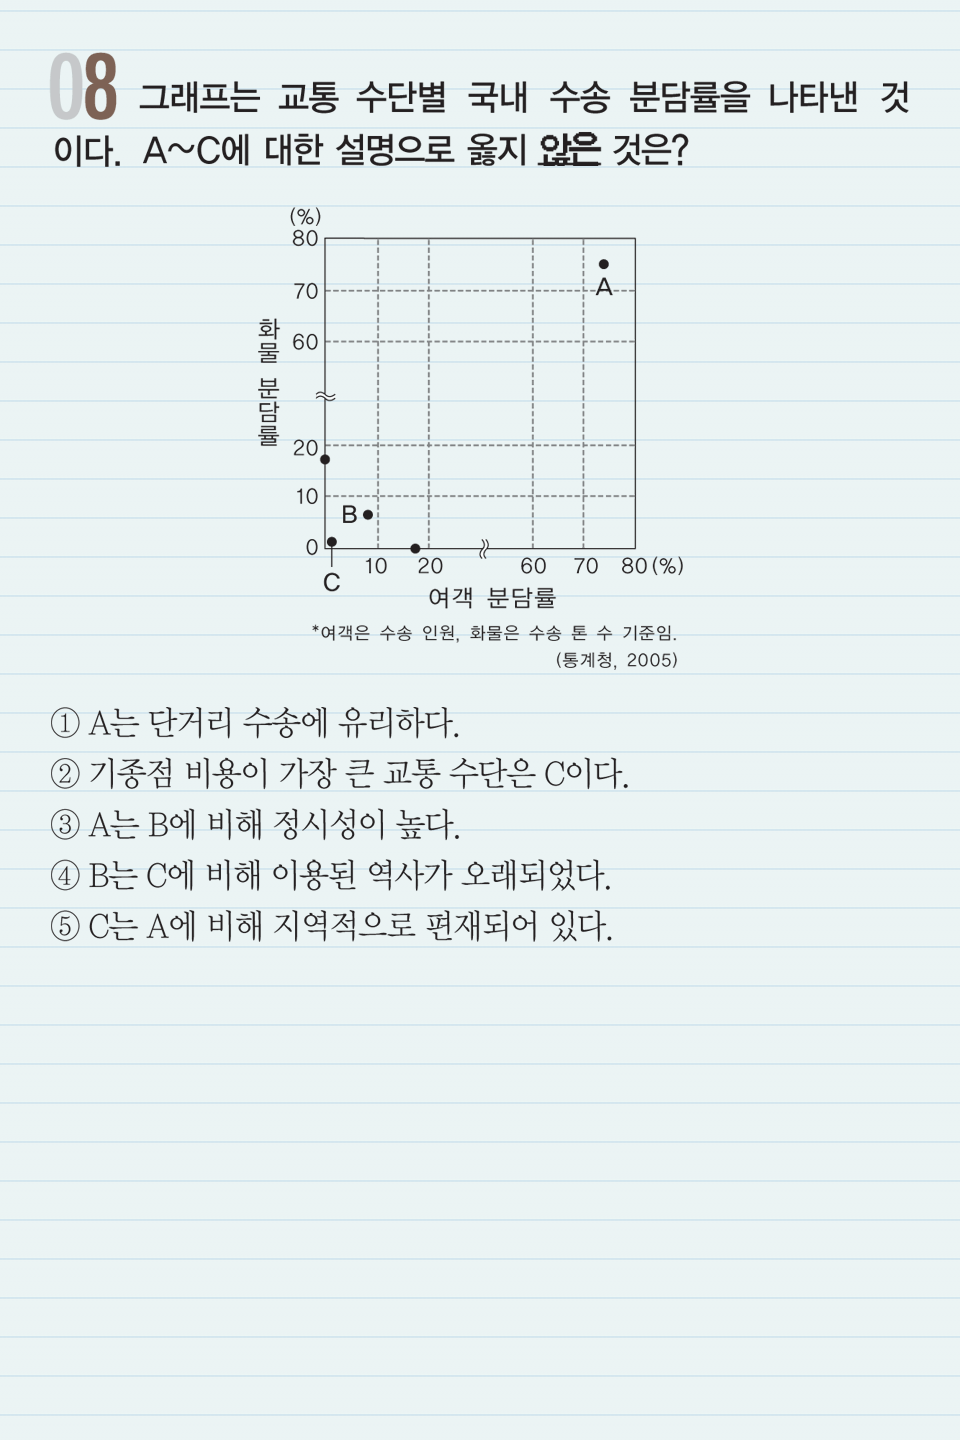 08 그래프는 교통 수단별 국내 수송 분담률을 나타낸 것
이다. A~C에 대한 설명으로 옳지 않은 것은?
(%)
80
A
70
60
화물 분담률
20
10
B
0
10 20 60 70 80 (%)
C
여객 분담률
*여객은 수송 인원, 화물은 수송 톤 수 기준임.
(통계청, 2005)
① A는 단거리 수송에 유리하다.
② 기종점 비용이 가장 큰 교통 수단은 C이다.
③ A는 B에 비해 정시성이 높다.
④ B는 C에 비해 이용된 역사가 오래되었다.
⑤ C는 A에 비해 지역적으로 편재되어 있다.